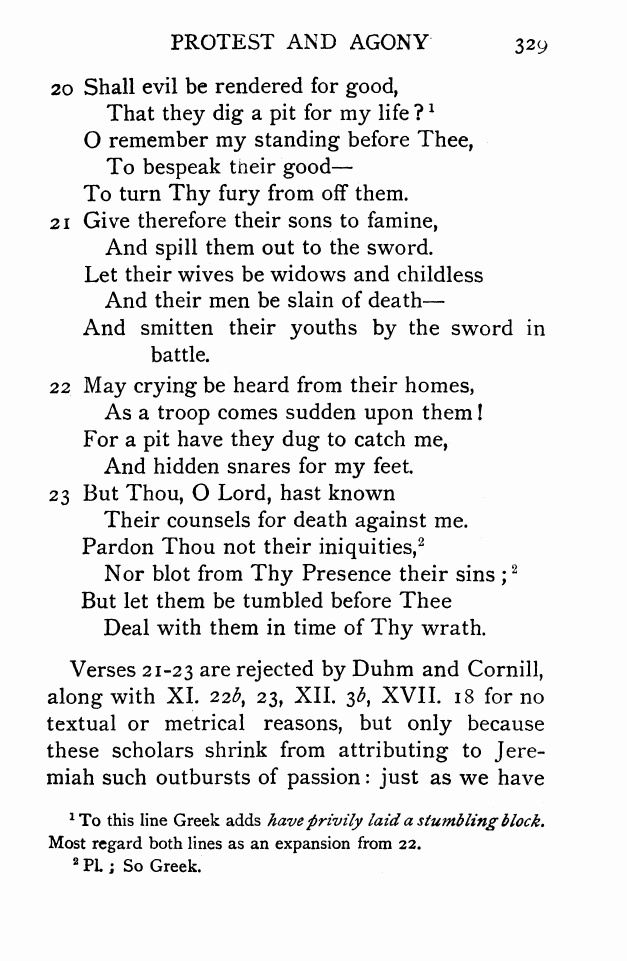 PROTEST AND AGONY 329
20 Shall evil be rendered for good,
That they dig a pit for my life?¹
O remember my standing before Thee,
To bespeak their good—
To turn Thy fury from off them.
21 Give therefore their sons to famine,
And spill them out to the sword.
Let their wives be widows and childless
And their men be slain of death—
And smitten their youths by the sword in
battle.
22 May crying be heard from their homes,
As a troop comes sudden upon them!
For a pit have they dug to catch me,
And hidden snares for my feet.
23 But Thou, O Lord, hast known
Their counsels for death against me.
Pardon Thou not their iniquities,²
Nor blot from Thy Presence their sins;²
But let them be tumbled before Thee
Deal with them in time of Thy wrath.
Verses 21-23 are rejected by Duhm and Cornill,
along with XI. 22b, 23, XII. 3b, XVII. 18 for no
textual or metrical reasons, but only because
these scholars shrink from attributing to Jere-
miah such outbursts of passion: just as we have
¹ To this line Greek adds have privily laid a stumbling block.
Most regard both lines as an expansion from 22.
² Pl.; So Greek.